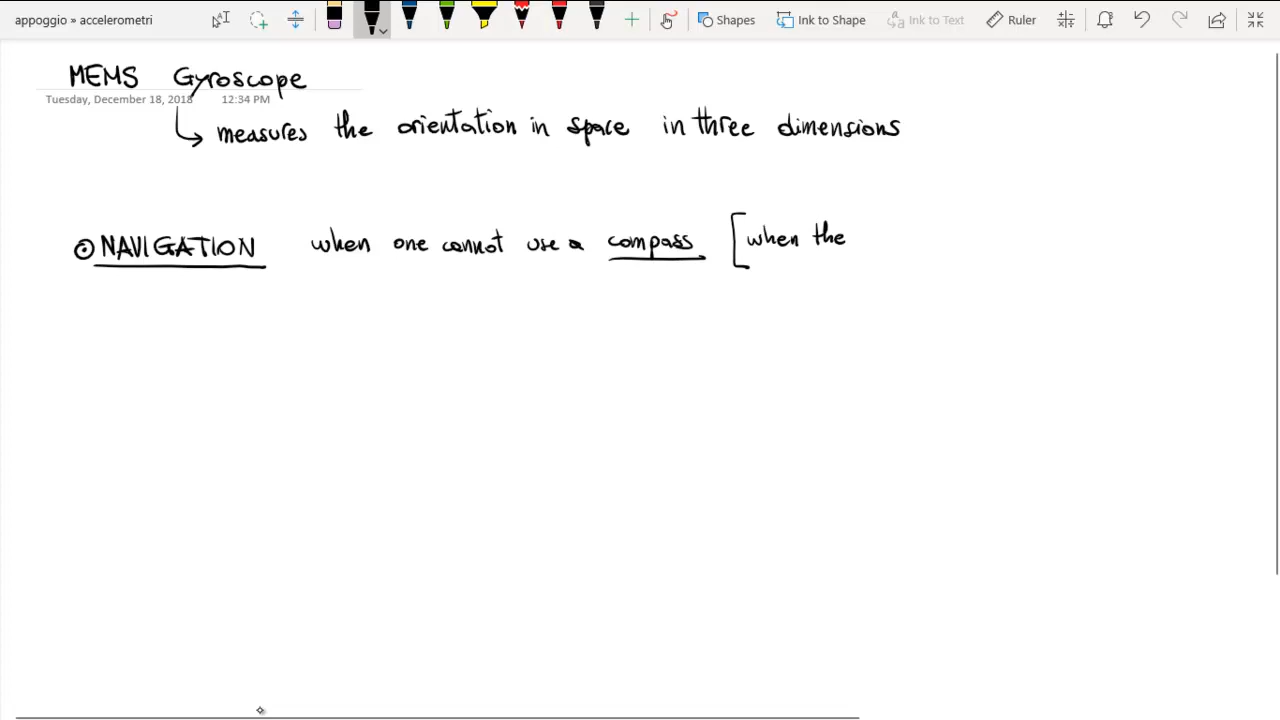 appoggio » accelerometri Shapes Ink to Shape Ink to Text Ruler
MEMS Gyroscope
Tuesday, December 18, 2018 12:34 PM
measures the orientation in space in three dimensions
NAVIGATION when one cannot use a compass [when the